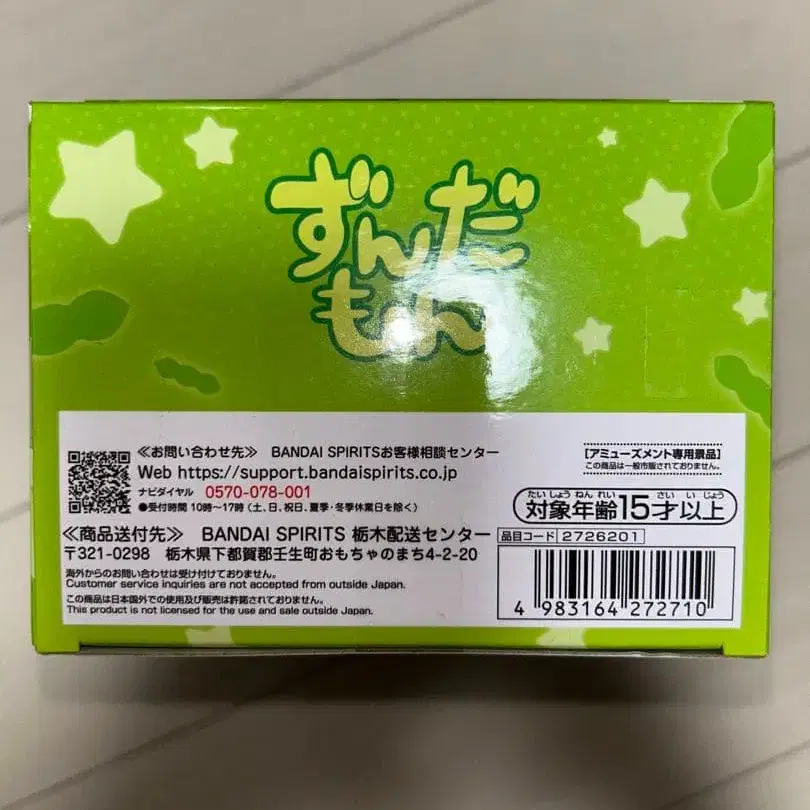 ずんだ
もん
≪お問い合わせ先≫ BANDAI SPIRITSお客様相談センター
Web https://support.bandaispirits.co.jp
ナビダイヤル 0570-078-001
●受付時間 10時〜17時（土、日、祝日、夏季・冬季休業日を除く）
≪商品送付先≫ BANDAI SPIRITS 栃木配送センター
〒321-0298 栃木県下都賀郡壬生町おもちゃのまち4-2-20
海外からのお問い合わせは受け付けておりません。
Customer service inquiries are not accepted from outside Japan.
この商品は日本国外での使用及び販売は許諾されておりません。
This product is not licensed for the use and sale outside Japan.
［アミューズメント専用景品］
この商品は一般市販されておりません。
たいしょうねんれい さい いじょう
対象年齢15才以上
品目コード 2726201
4 983164 272710